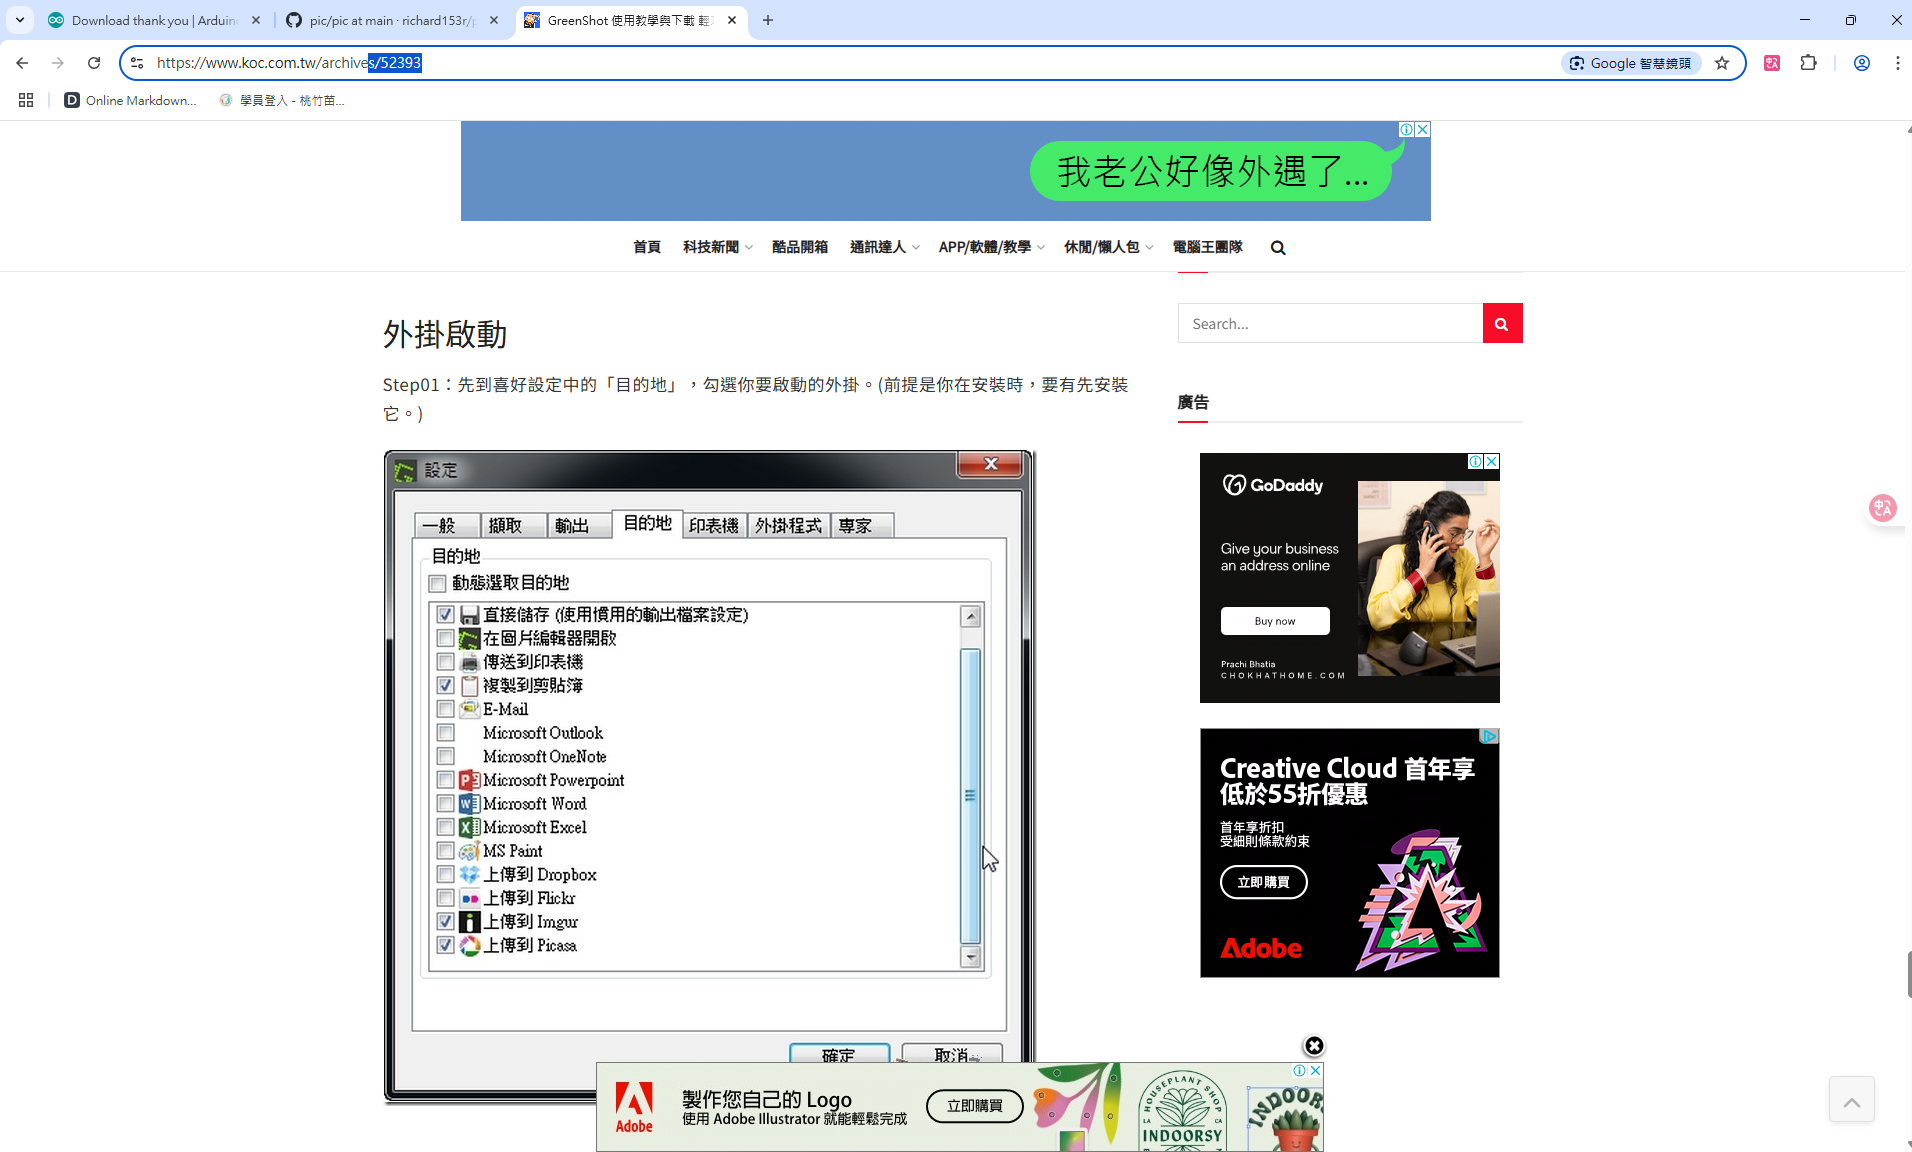 Download thank you | Arduin
pic/pic at main · richard153r/p
GreenShot 使用教學與下載 輕
https://www.koc.com.tw/archives/52393
Google 智慧鏡頭
Online Markdown...
學員登入 - 桃竹苗...
我老公好像外遇了...
首頁
科技新聞
酷品開箱
通訊達人
APP/軟體/教學
休閒/懶人包
電腦王團隊
外掛啟動
Search...
Step01：先到喜好設定中的「目的地」，勾選你要啟動的外掛。(前提是你在安裝時，要有先安裝
它。)
廣告
設定
一般
擷取
輸出
目的地
印表機
外掛程式
專家
目的地
動態選取目的地
直接儲存 (使用慣用的輸出檔案設定)
在圖片編輯器開啟
傳送到印表機
複製到剪貼簿
E-Mail
Microsoft Outlook
Microsoft OneNote
Microsoft Powerpoint
Microsoft Word
Microsoft Excel
MS Paint
上傳到 Dropbox
上傳到 Flickr
上傳到 Imgur
上傳到 Picasa
確定
取消
GoDaddy
Give your business
an address online
Buy now
Prachi Bhatia
CHOKHATHOME.COM
Creative Cloud 首年享
低於55折優惠
首年享折扣
受細則條款約束
立即購買
Adobe
Adobe
製作您自己的 Logo
使用 Adobe Illustrator 就能輕鬆完成
立即購買
HOUSEPLANT SHOP
LA
CA
INDOORSY
INDOOR